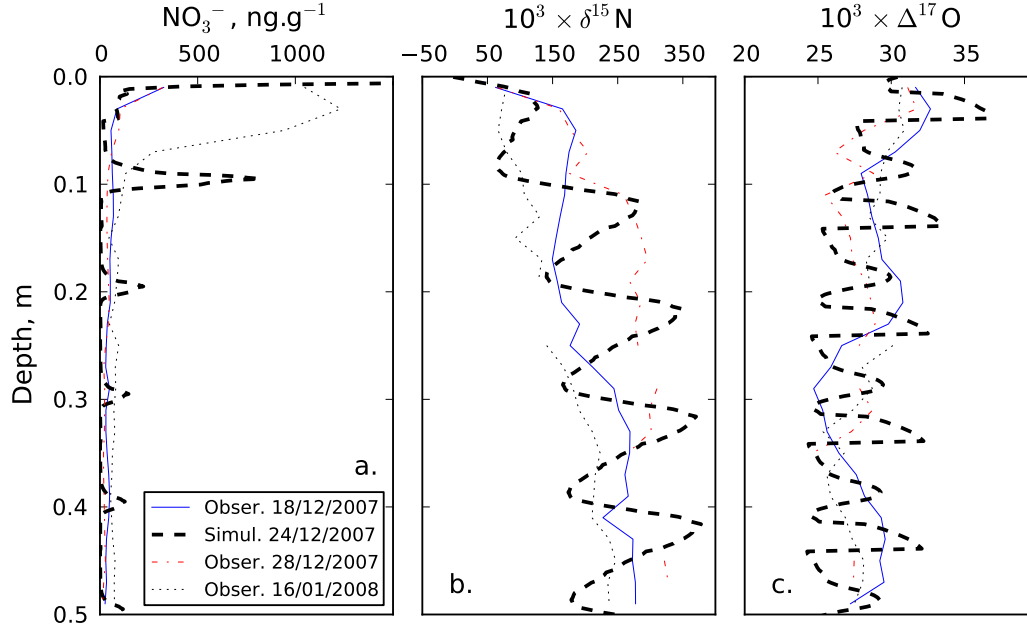 NO₃⁻, ng.g⁻¹
10³ × δ¹⁵N
10³ × Δ¹⁷O
0 500 1000
−50 50 150 250 350
20 25 30 35
Depth, m
0.0
0.1
0.2
0.3
0.4
0.5
a.
b.
c.
Obser. 18/12/2007
Simul. 24/12/2007
Obser. 28/12/2007
Obser. 16/01/2008